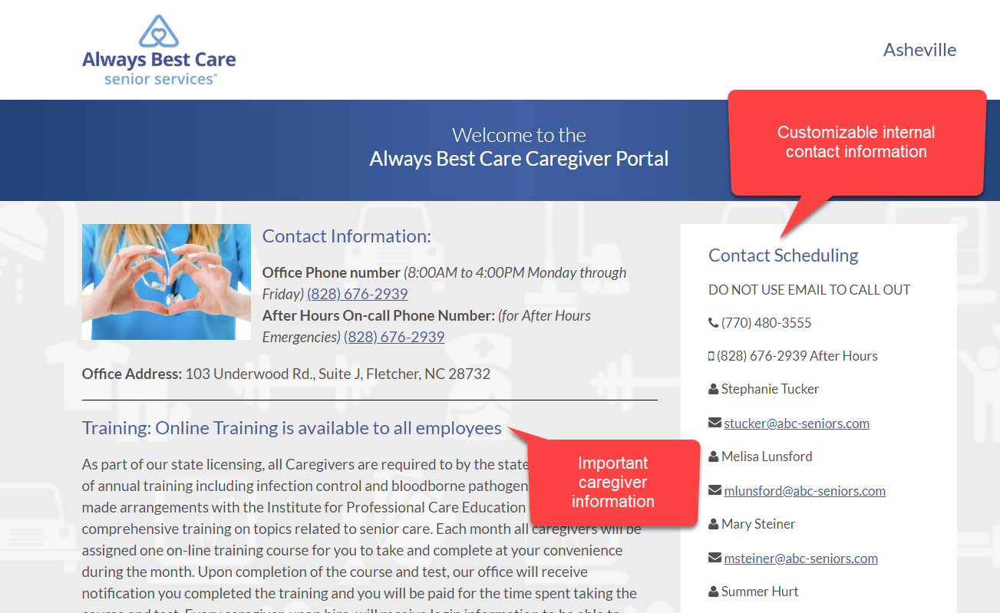 Always Best Care
senior services®
Asheville
Welcome to the
Always Best Care Caregiver Portal
Customizable internal
contact information
Contact Information:
Office Phone number (8:00AM to 4:00PM Monday through
Friday) (828) 676-2939
After Hours On-call Phone Number: (for After Hours
Emergencies) (828) 676-2939
Office Address: 103 Underwood Rd., Suite J, Fletcher, NC 28732
Training: Online Training is available to all employees
As part of our state licensing, all Caregivers are required to by the state
of annual training including infection control and bloodborne pathogen
made arrangements with the Institute for Professional Care Education
comprehensive training on topics related to senior care. Each month all caregivers will be
assigned one on-line training course for you to take and complete at your convenience
during the month. Upon completion of the course and test, our office will receive
notification you completed the training and you will be paid for the time spent taking the
course and test. Every caregiver, upon hire, will receive login information to be able to
Important
caregiver
information
Contact Scheduling
DO NOT USE EMAIL TO CALL OUT
(770) 480-3555
(828) 676-2939 After Hours
Stephanie Tucker
stucker@abc-seniors.com
Melisa Lunsford
mlunsford@abc-seniors.com
Mary Steiner
msteiner@abc-seniors.com
Summer Hurt